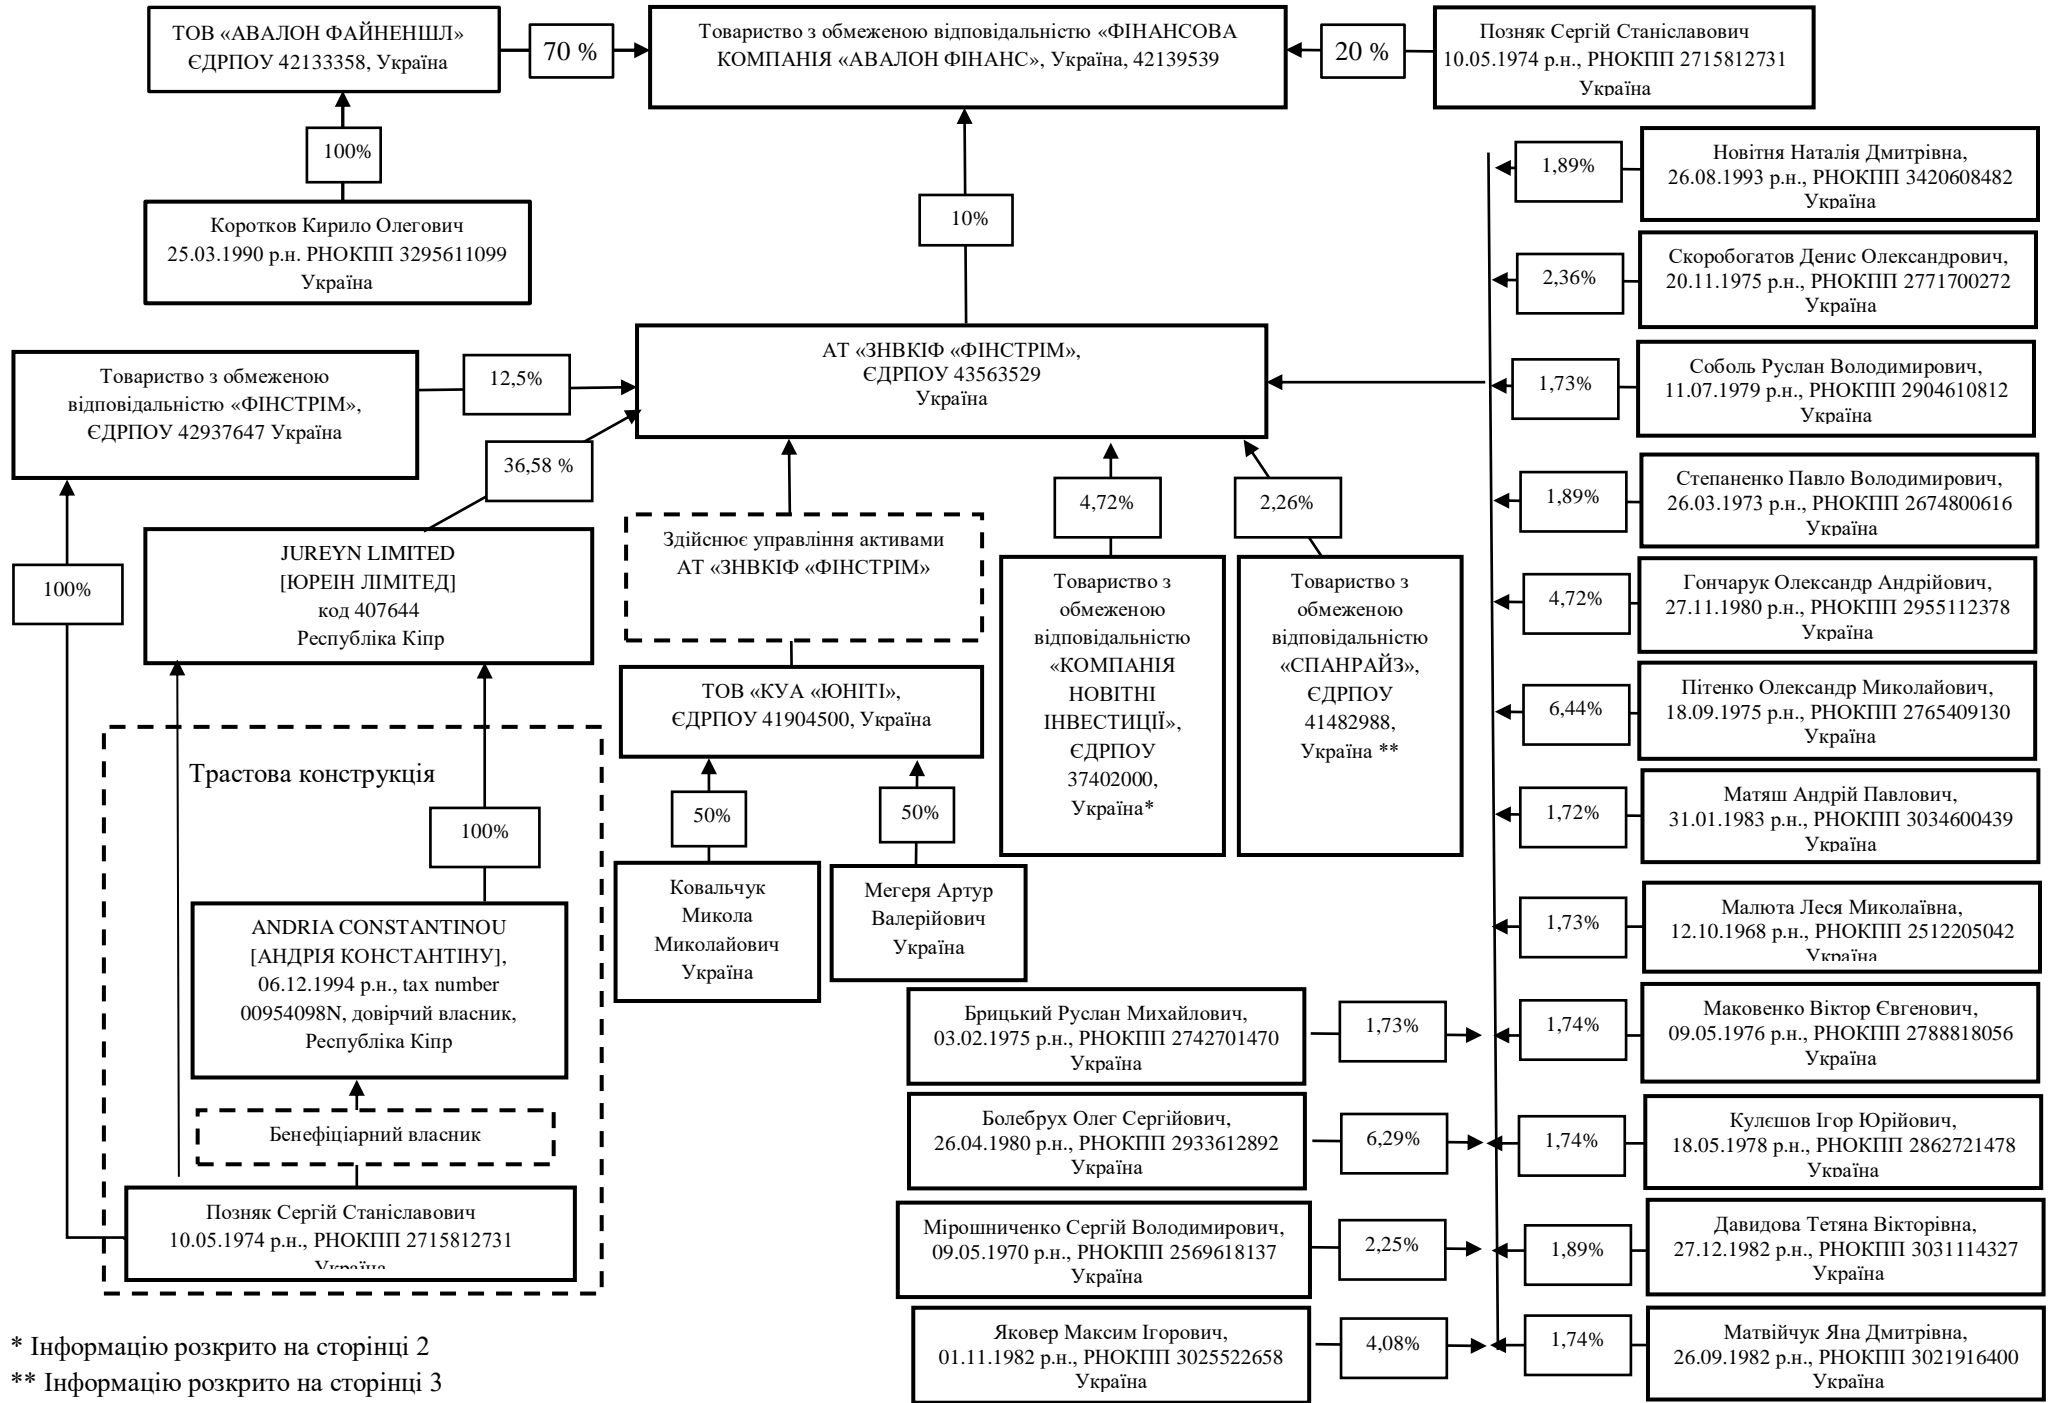 ТОВ «АВАЛОН ФАЙНЕНШЛ»
ЄДРПОУ 42133358, Україна
70 %
Товариство з обмеженою відповідальністю «ФІНАНСОВА
КОМПАНІЯ «АВАЛОН ФІНАНС», Україна, 42139539
20 %
Позняк Сергій Станіславович
10.05.1974 р.н., РНОКПП 2715812731
Україна
100%
Коротков Кирило Олегович
25.03.1990 р.н. РНОКПП 3295611099
Україна
10%
АТ «ЗНВКІФ «ФІНСТРІМ»,
ЄДРПОУ 43563529
Україна
Товариство з обмеженою
відповідальністю «ФІНСТРІМ»,
ЄДРПОУ 42937647 Україна
12,5%
36,58 %
100%
JUREYN LIMITED
[ЮРЕІН ЛІМІТЕД]
код 407644
Республіка Кіпр
Трастова конструкція
100%
ANDRIA CONSTANTINOU
[АНДРІЯ КОНСТАНТІНУ],
06.12.1994 р.н., tax number
00954098N, довірчий власник,
Республіка Кіпр
Бенефіціарний власник
Позняк Сергій Станіславович
10.05.1974 р.н., РНОКПП 2715812731
Україна
Здійснює управління активами
АТ «ЗНВКІФ «ФІНСТРІМ»
ТОВ «КУА «ЮНІТІ»,
ЄДРПОУ 41904500, Україна
50%
50%
Ковальчук
Микола
Миколайович
Україна
Мегеря Артур
Валерійович
Україна
4,72%
Товариство з
обмеженою
відповідальністю
«КОМПАНІЯ
НОВІТНІ
ІНВЕСТИЦІЇ»,
ЄДРПОУ
37402000,
Україна*
2,26%
Товариство з
обмеженою
відповідальністю
«СПАНРАЙЗ»,
ЄДРПОУ
41482988,
Україна **
1,89%
Новітня Наталія Дмитрівна,
26.08.1993 р.н., РНОКПП 3420608482
Україна
2,36%
Скоробогатов Денис Олександрович,
20.11.1975 р.н., РНОКПП 2771700272
Україна
1,73%
Соболь Руслан Володимирович,
11.07.1979 р.н., РНОКПП 2904610812
Україна
1,89%
Степаненко Павло Володимирович,
26.03.1973 р.н., РНОКПП 2674800616
Україна
4,72%
Гончарук Олександр Андрійович,
27.11.1980 р.н., РНОКПП 2955112378
Україна
6,44%
Пітенко Олександр Миколайович,
18.09.1975 р.н., РНОКПП 2765409130
Україна
1,72%
Матяш Андрій Павлович,
31.01.1983 р.н., РНОКПП 3034600439
Україна
1,73%
Малюта Леся Миколаївна,
12.10.1968 р.н., РНОКПП 2512205042
Україна
Брицький Руслан Михайлович,
03.02.1975 р.н., РНОКПП 2742701470
Україна
1,73%
1,74%
Маковенко Віктор Євгенович,
09.05.1976 р.н., РНОКПП 2788818056
Україна
Болебрух Олег Сергійович,
26.04.1980 р.н., РНОКПП 2933612892
Україна
6,29%
1,74%
Кулєшов Ігор Юрійович,
18.05.1978 р.н., РНОКПП 2862721478
Україна
Мірошниченко Сергій Володимирович,
09.05.1970 р.н., РНОКПП 2569618137
Україна
2,25%
1,89%
Давидова Тетяна Вікторівна,
27.12.1982 р.н., РНОКПП 3031114327
Україна
Яковер Максим Ігорович,
01.11.1982 р.н., РНОКПП 3025522658
Україна
4,08%
1,74%
Матвійчук Яна Дмитрівна,
26.09.1982 р.н., РНОКПП 3021916400
Україна
* Інформацію розкрито на сторінці 2
** Інформацію розкрито на сторінці 3